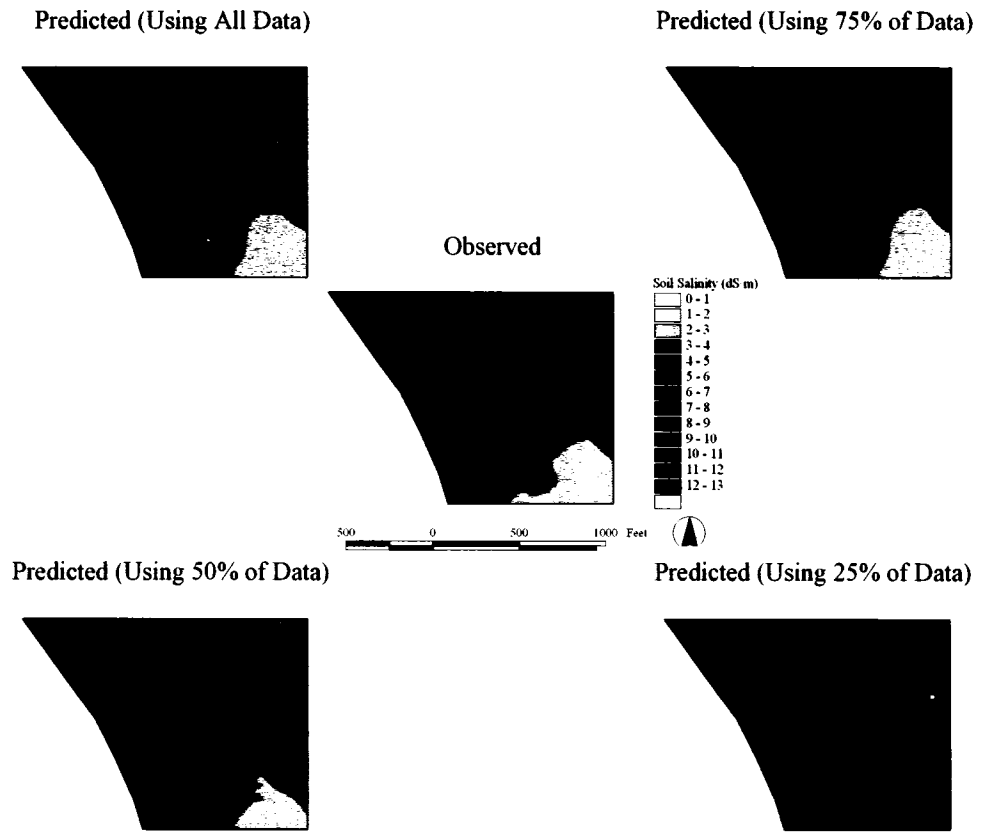 Predicted (Using All Data)
Predicted (Using 75% of Data)
Observed
Soil Salinity (dS m)
0 - 1
1 - 2
2 - 3
3 - 4
4 - 5
5 - 6
6 - 7
7 - 8
8 - 9
9 - 10
10 - 11
11 - 12
12 - 13
500 0 500 1000 Feet
Predicted (Using 50% of Data)
Predicted (Using 25% of Data)